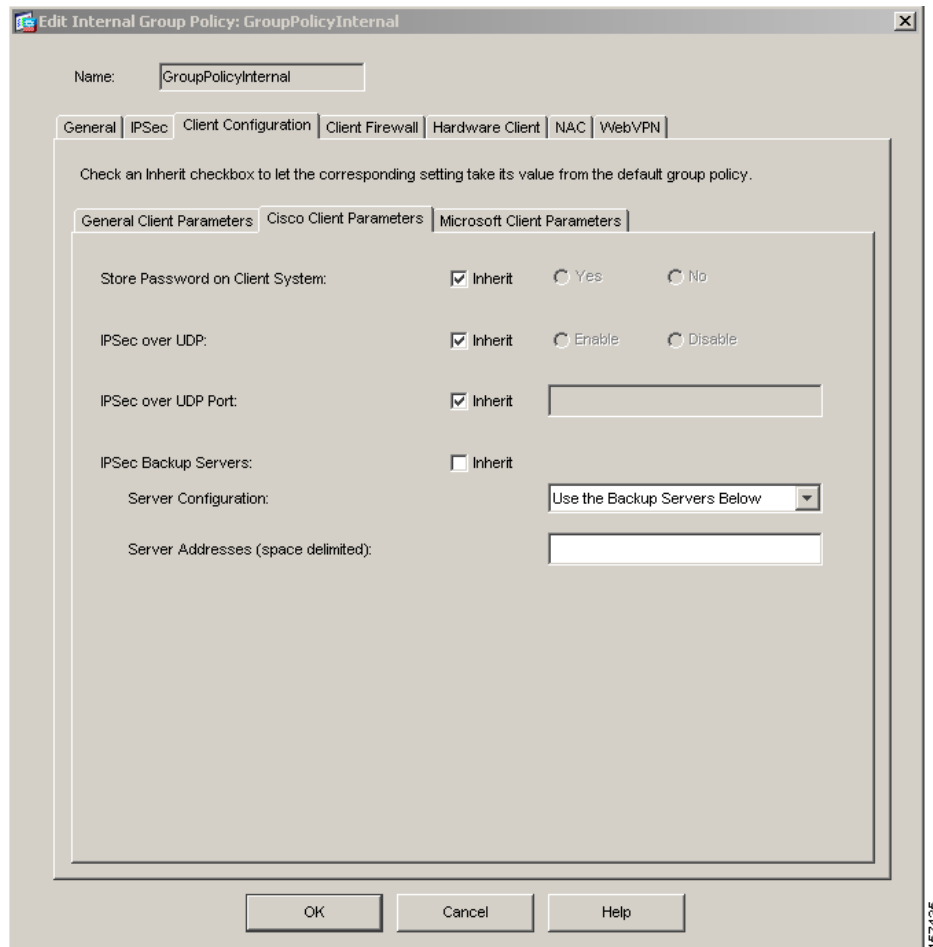 Edit Internal Group Policy: GroupPolicyInternal
Name: GroupPolicyInternal
General IPSec Client Configuration Client Firewall Hardware Client NAC WebVPN
Check an Inherit checkbox to let the corresponding setting take its value from the default group policy.
General Client Parameters Cisco Client Parameters Microsoft Client Parameters
Store Password on Client System: Inherit Yes No
IPSec over UDP: Inherit Enable Disable
IPSec over UDP Port: Inherit
IPSec Backup Servers: Inherit
Server Configuration: Use the Backup Servers Below
Server Addresses (space delimited):
OK Cancel Help